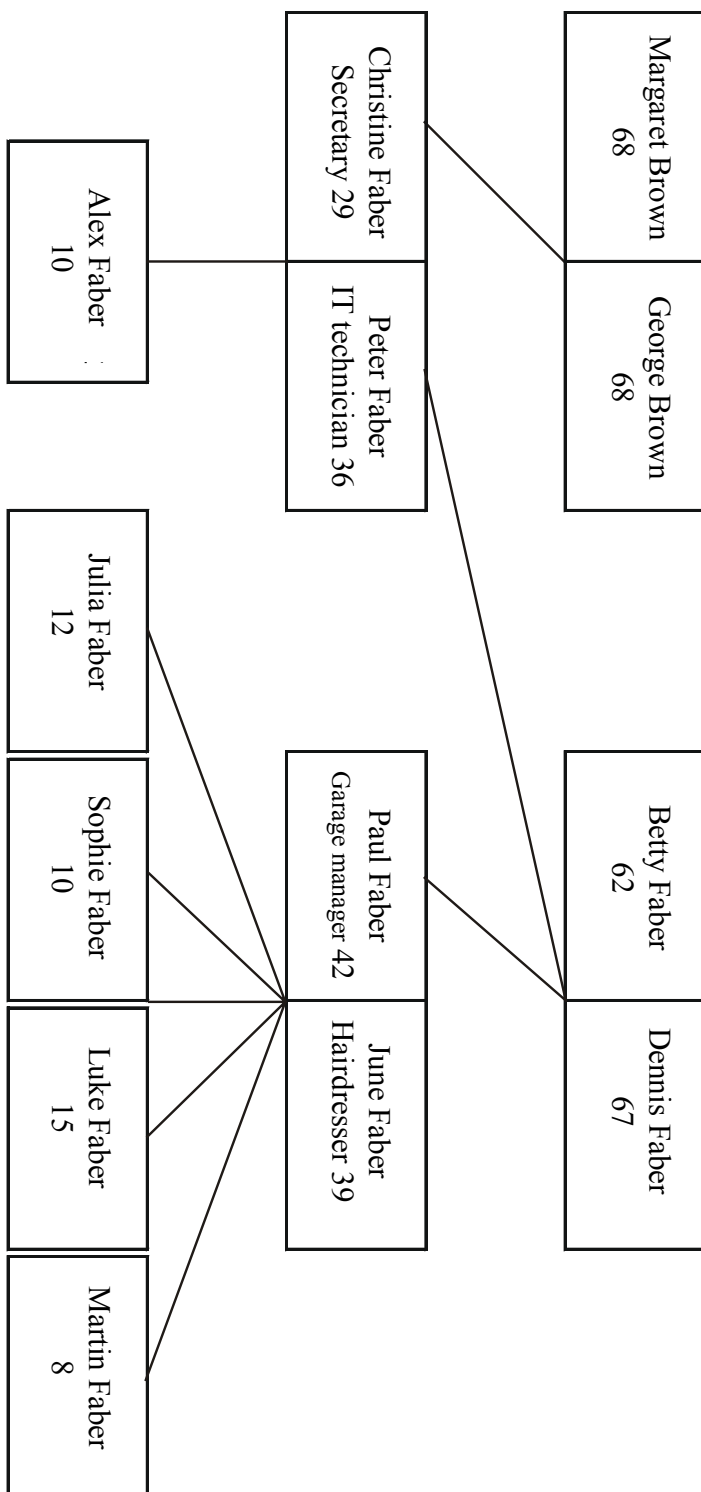 Margaret Brown
68
George Brown
68
Betty Faber
62
Dennis Faber
67
Christine Faber
Secretary 29
Peter Faber
IT technician 36
Paul Faber
Garage manager 42
June Faber
Hairdresser 39
Alex Faber
10
Julia Faber
12
Sophie Faber
10
Luke Faber
15
Martin Faber
8